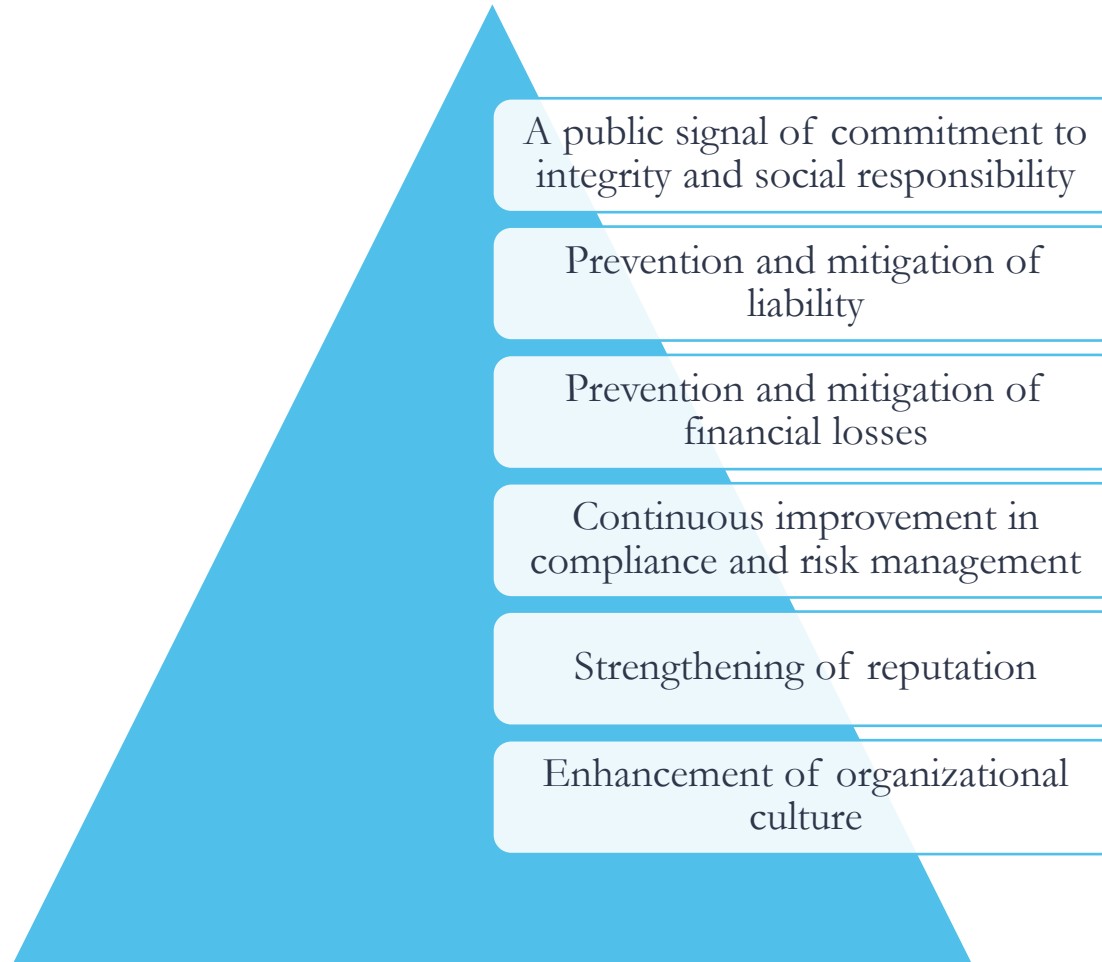 A public signal of commitment to
integrity and social responsibility
Prevention and mitigation of
liability
Prevention and mitigation of
financial losses
Continuous improvement in
compliance and risk management
Strengthening of reputation
Enhancement of organizational
culture